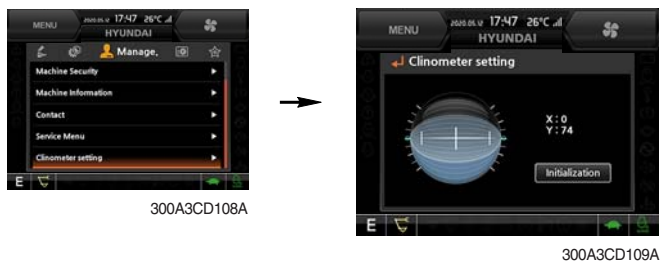 MENU
2020.05.12 17:47 26°C
HYUNDAI
Manage.
Machine Security
Machine Information
Contact
Service Menu
Clinometer setting
E
300A3CD108A
MENU
2020.05.12 17:47 26°C
HYUNDAI
Clinometer setting
X : 0
Y : 74
Initialization
E
300A3CD109A